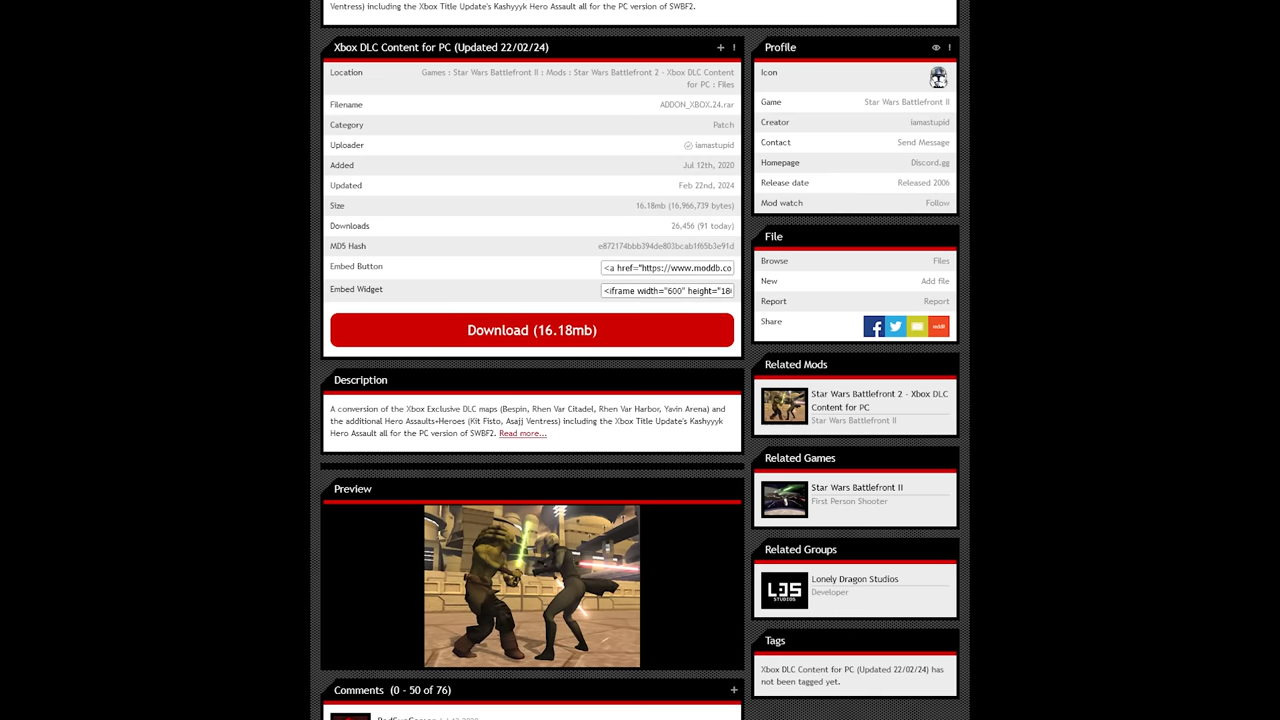 Ventress) including the Xbox Title Update's Kashyyyk Hero Assault all for the PC version of SWBF2.
Xbox DLC Content for PC (Updated 22/02/24)
Location
Games : Star Wars Battlefront II : Mods : Star Wars Battlefront 2 - Xbox DLC Content
for PC : Files
Filename
ADDON_XBOX.24.rar
Category
Patch
Uploader
iamastupid
Added
Jul 12th, 2020
Updated
Feb 22nd, 2024
Size
16.18mb (16,966,739 bytes)
Downloads
26,456 (91 today)
MD5 Hash
e872174bbb394de803bcab1f65b3e91d
Embed Button
<a href="https://www.moddb.co
Embed Widget
<iframe width="600" height="18
Download (16.18mb)
Description
A conversion of the Xbox Exclusive DLC maps (Bespin, Rhen Var Citadel, Rhen Var Harbor, Yavin Arena) and
the additional Hero Assaults+Heroes (Kit Fisto, Asajj Ventress) including the Xbox Title Update's Kashyyyk
Hero Assault all for the PC version of SWBF2. Read more...
Preview
Comments (0 - 50 of 76)
Profile
Icon
Game
Star Wars Battlefront II
Creator
iamastupid
Contact
Send Message
Homepage
Discord.gg
Release date
Released 2006
Mod watch
Follow
File
Browse
Files
New
Add file
Report
Report
Share
reddit
Related Mods
Star Wars Battlefront 2 - Xbox DLC
Content for PC
Star Wars Battlefront II
Related Games
Star Wars Battlefront II
First Person Shooter
Related Groups
LDS
STUDIOS
Lonely Dragon Studios
Developer
Tags
Xbox DLC Content for PC (Updated 22/02/24) has
not been tagged yet.